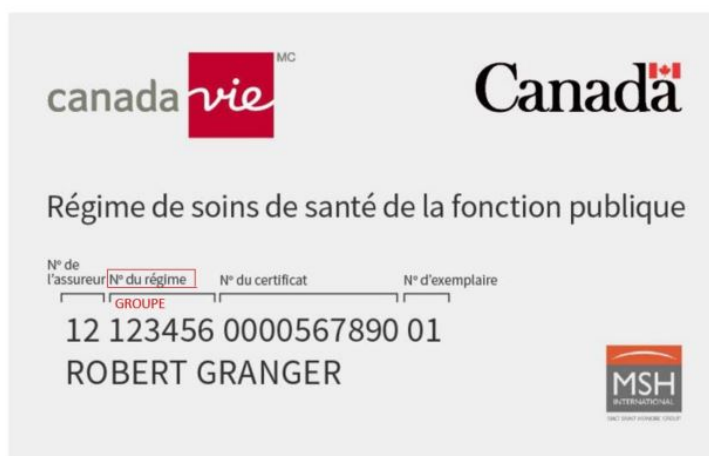 canada vie MC
Canada
Régime de soins de santé de la fonction publique
Nº de
l'assureur Nº du régime Nº du certificat Nº d'exemplaire
GROUPE
12 123456 0000567890 01
ROBERT GRANGER
MSH
INTERNATIONAL